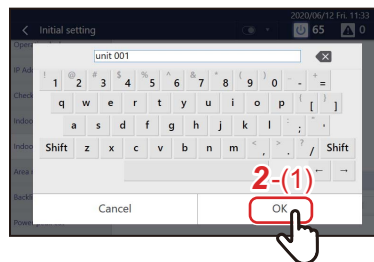 2020/06/12 Fri. 11:33
Initial setting
65
0
unit 001
! 1 @ 2 # 3 $ 4 % 5 ^ 6 & 7 * 8 ( 9 ) 0 _ - + =
q w e r t y u i o p { [ } ]
a s d f g h j k l : ; " '
Shift z x c v b n m < , > . ? / Shift
2-(1)
← →
Cancel
OK
IP Ad
Check
Indoo
Indoo
Area
Backli
Power